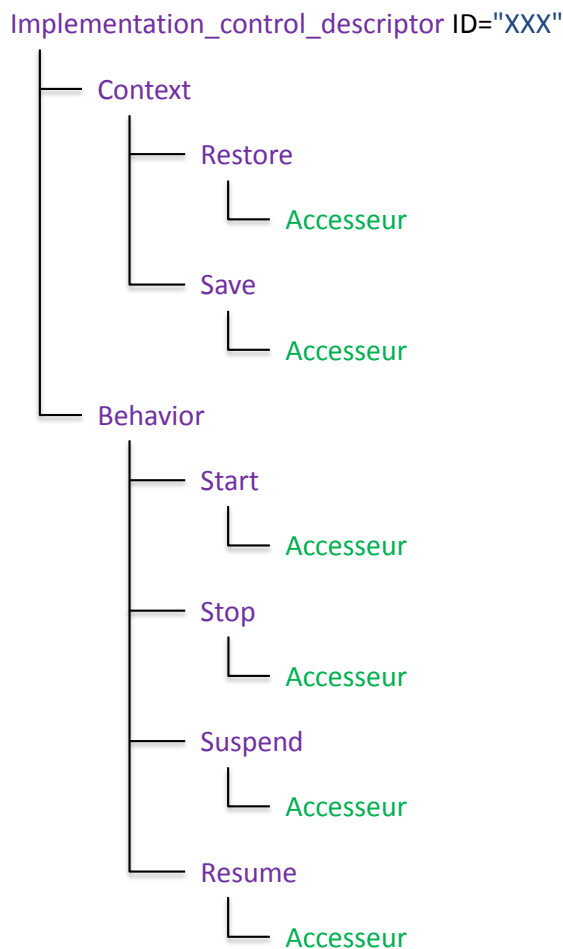 Implementation_control_descriptor ID="XXX"
Context
Restore
Accesseur
Save
Accesseur
Behavior
Start
Accesseur
Stop
Accesseur
Suspend
Accesseur
Resume
Accesseur